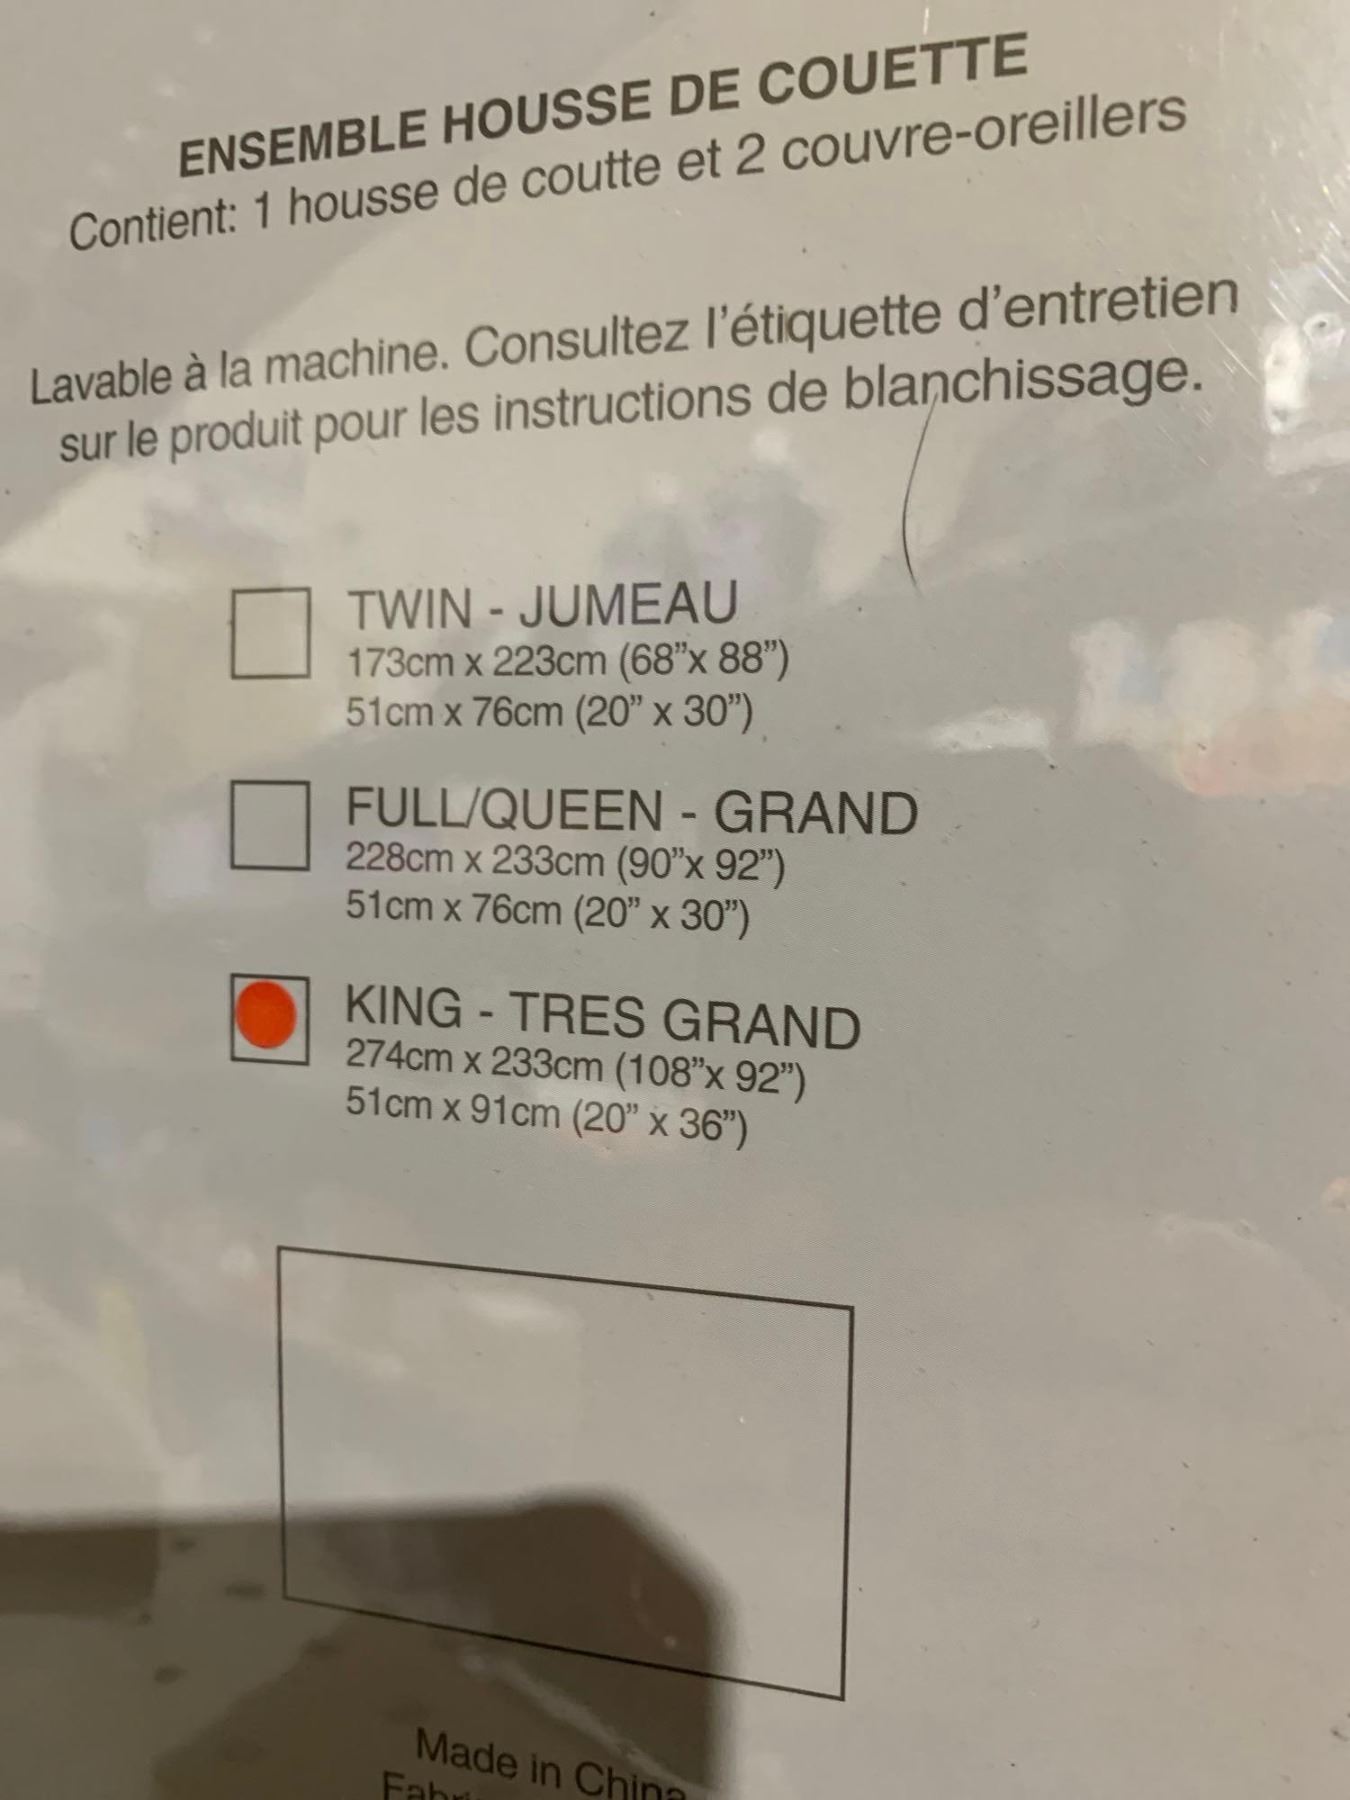 ENSEMBLE HOUSSE DE COUETTE
Contient: 1 housse de coutte et 2 couvre-oreillers
Lavable à la machine. Consultez l'étiquette d'entretien
sur le produit pour les instructions de blanchissage.
TWIN - JUMEAU
173cm x 223cm (68”x 88”)
51cm x 76cm (20” x 30”)
FULL/QUEEN - GRAND
228cm x 233cm (90”x 92”)
51cm x 76cm (20” x 30”)
KING - TRES GRAND
274cm x 233cm (108”x 92”)
51cm x 91cm (20” x 36”)
Made in China